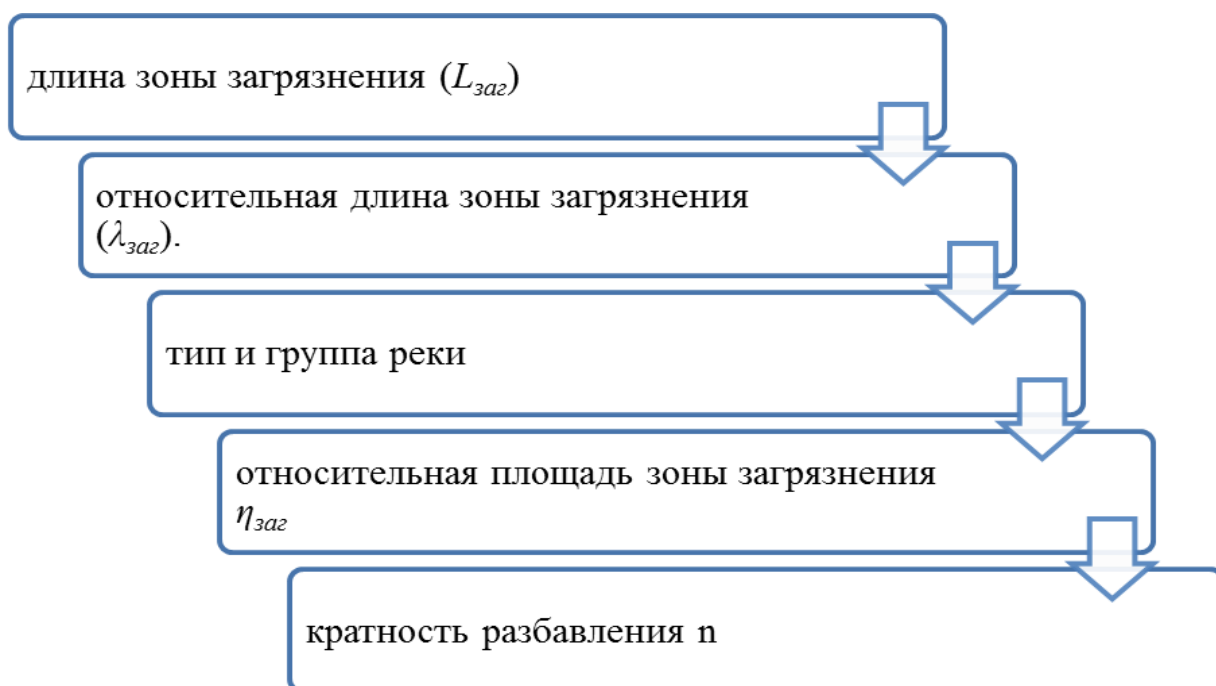 длина зоны загрязнения (Lзаг)
относительная длина зоны загрязнения
(λзаг).
тип и группа реки
относительная площадь зоны загрязнения
ηзаг
кратность разбавления n